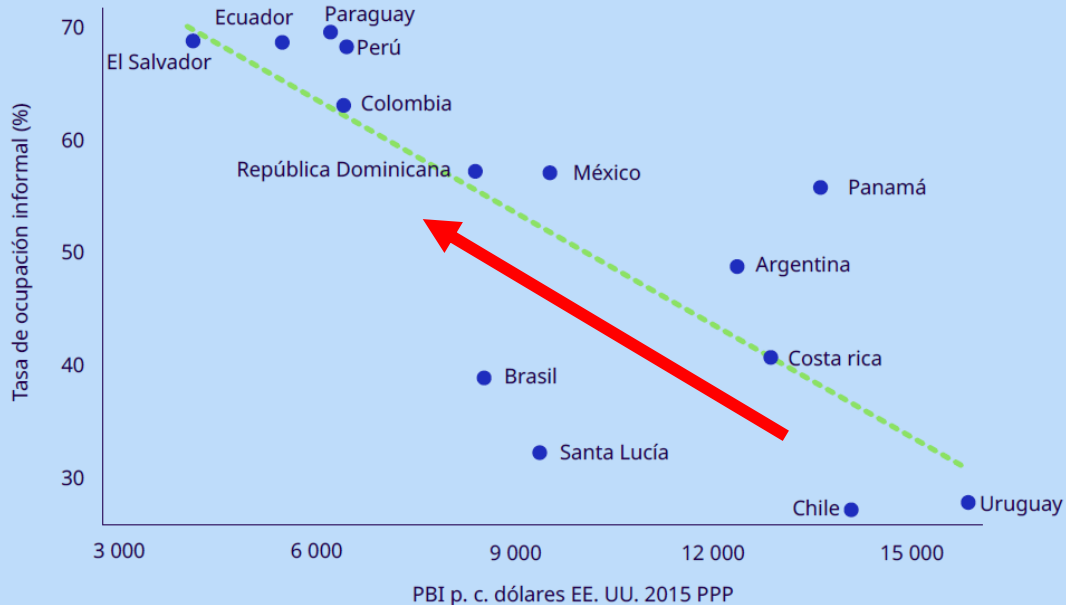 Tasa de ocupación informal (%)
70
60
50
40
30
Ecuador
Paraguay
El Salvador
Perú
Colombia
República Dominicana
México
Panamá
Argentina
Costa rica
Brasil
Santa Lucía
Chile
Uruguay
3 000
6 000
9 000
12 000
15 000
PBI p. c. dólares EE. UU. 2015 PPP